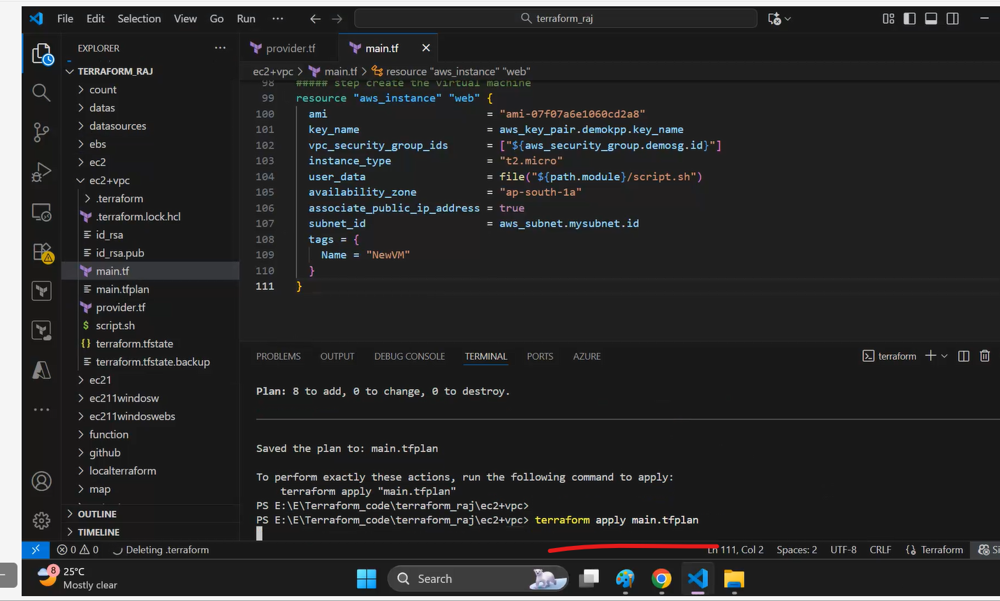 File Edit Selection View Go Run ··· terraform_raj
EXPLORER ···
TERRAFORM_RAJ
count
datas
datasources
ebs
ec2
ec2+vpc
.terraform
.terraform.lock.hcl
id_rsa
id_rsa.pub
main.tf
main.tfplan
provider.tf
$ script.sh
{} terraform.tfstate
terraform.tfstate.backup
ec21
ec211windosw
ec211windoswebs
function
github
localterraform
map
OUTLINE
TIMELINE
provider.tf main.tf
ec2+vpc > main.tf > resource "aws_instance" "web"
98 ##### step create the virtual machine
99 resource "aws_instance" "web" {
100 ami = "ami-07f07a6e1060cd2a8"
101 key_name = aws_key_pair.demokpp.key_name
102 vpc_security_group_ids = ["${aws_security_group.demosg.id}"]
103 instance_type = "t2.micro"
104 user_data = file("${path.module}/script.sh")
105 availability_zone = "ap-south-1a"
106 associate_public_ip_address = true
107 subnet_id = aws_subnet.mysubnet.id
108 tags = {
109 Name = "NewVM"
110 }
111 }
PROBLEMS OUTPUT DEBUG CONSOLE TERMINAL PORTS AZURE terraform
Plan: 8 to add, 0 to change, 0 to destroy.
Saved the plan to: main.tfplan
To perform exactly these actions, run the following command to apply:
terraform apply "main.tfplan"
PS E:\E\Terraform_code\terraform_raj\ec2+vpc>
PS E:\E\Terraform_code\terraform_raj\ec2+vpc> terraform apply main.tfplan
0 0 Deleting .terraform Ln 111, Col 2 Spaces: 2 UTF-8 CRLF Terraform Si
8 25°C
Mostly clear
Search